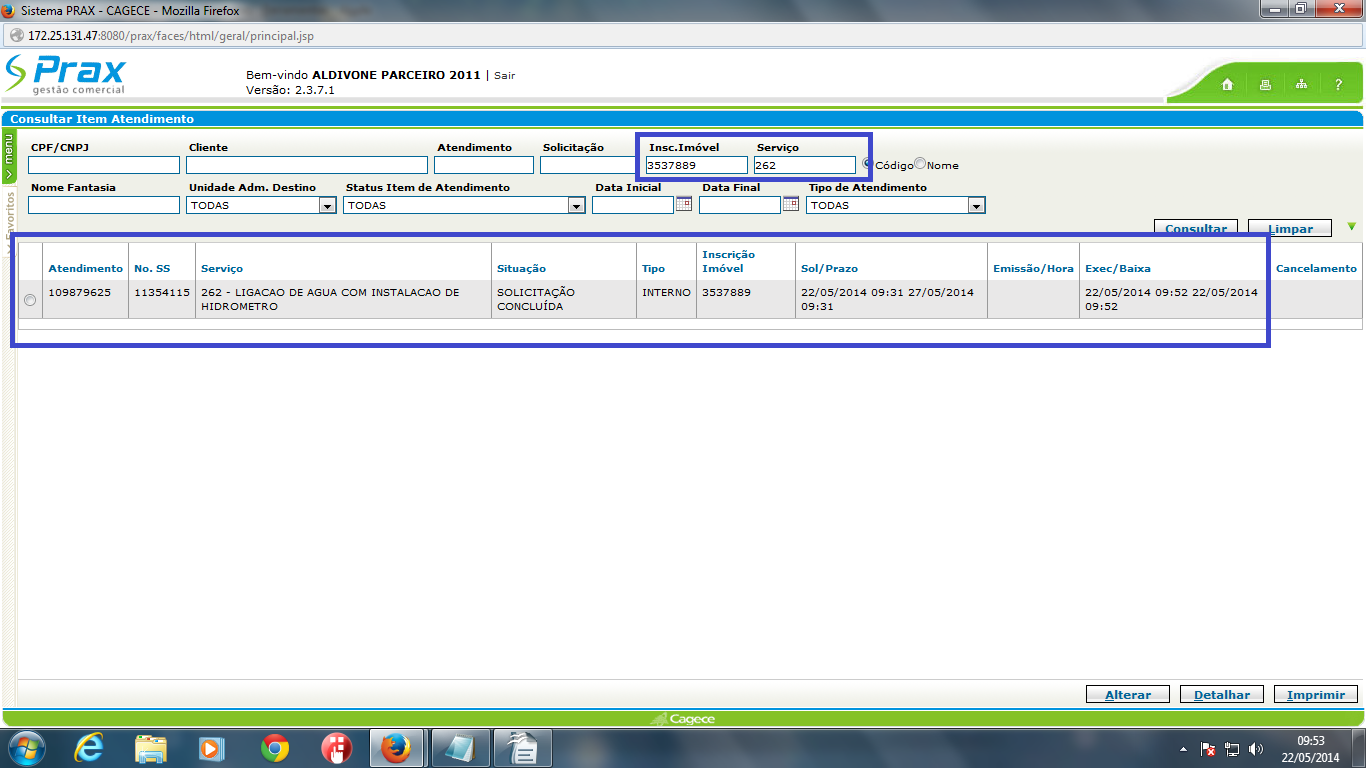 Sistema PRAX - CAGECE - Mozilla Firefox
172.25.131.47:8080/prax/faces/html/geral/principal.jsp
Prax
gestão comercial
Bem-vindo ALDIVONE PARCEIRO 2011 | Sair
Versão: 2.3.7.1
?
Consultar Item Atendimento
menu
Favoritos
CPF/CNPJ Cliente Atendimento Solicitação Insc.Imóvel Serviço
3537889 262 Código Nome
Nome Fantasia Unidade Adm. Destino Status Item de Atendimento Data Inicial Data Final Tipo de Atendimento
TODAS TODAS TODAS
Consultar Limpar
Atendimento No. SS Serviço Situação Tipo Inscrição Imóvel Sol/Prazo Emissão/Hora Exec/Baixa Cancelamento
109879625 11354115 262 - LIGACAO DE AGUA COM INSTALACAO DE SOLICITAÇÃO INTERNO 3537889 22/05/2014 09:31 27/05/2014 22/05/2014 09:52 22/05/2014
HIDROMETRO CONCLUÍDA 09:31 09:52
Alterar Detalhar Imprimir
Cagece
09:53
22/05/2014